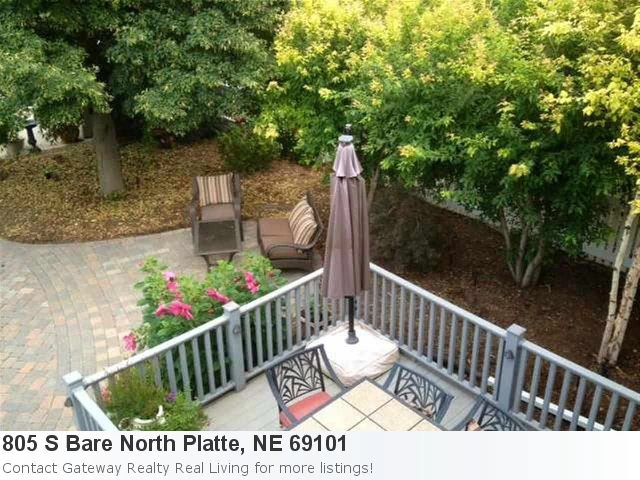 805 S Bare North Platte, NE 69101
Contact Gateway Realty Real Living for more listings!